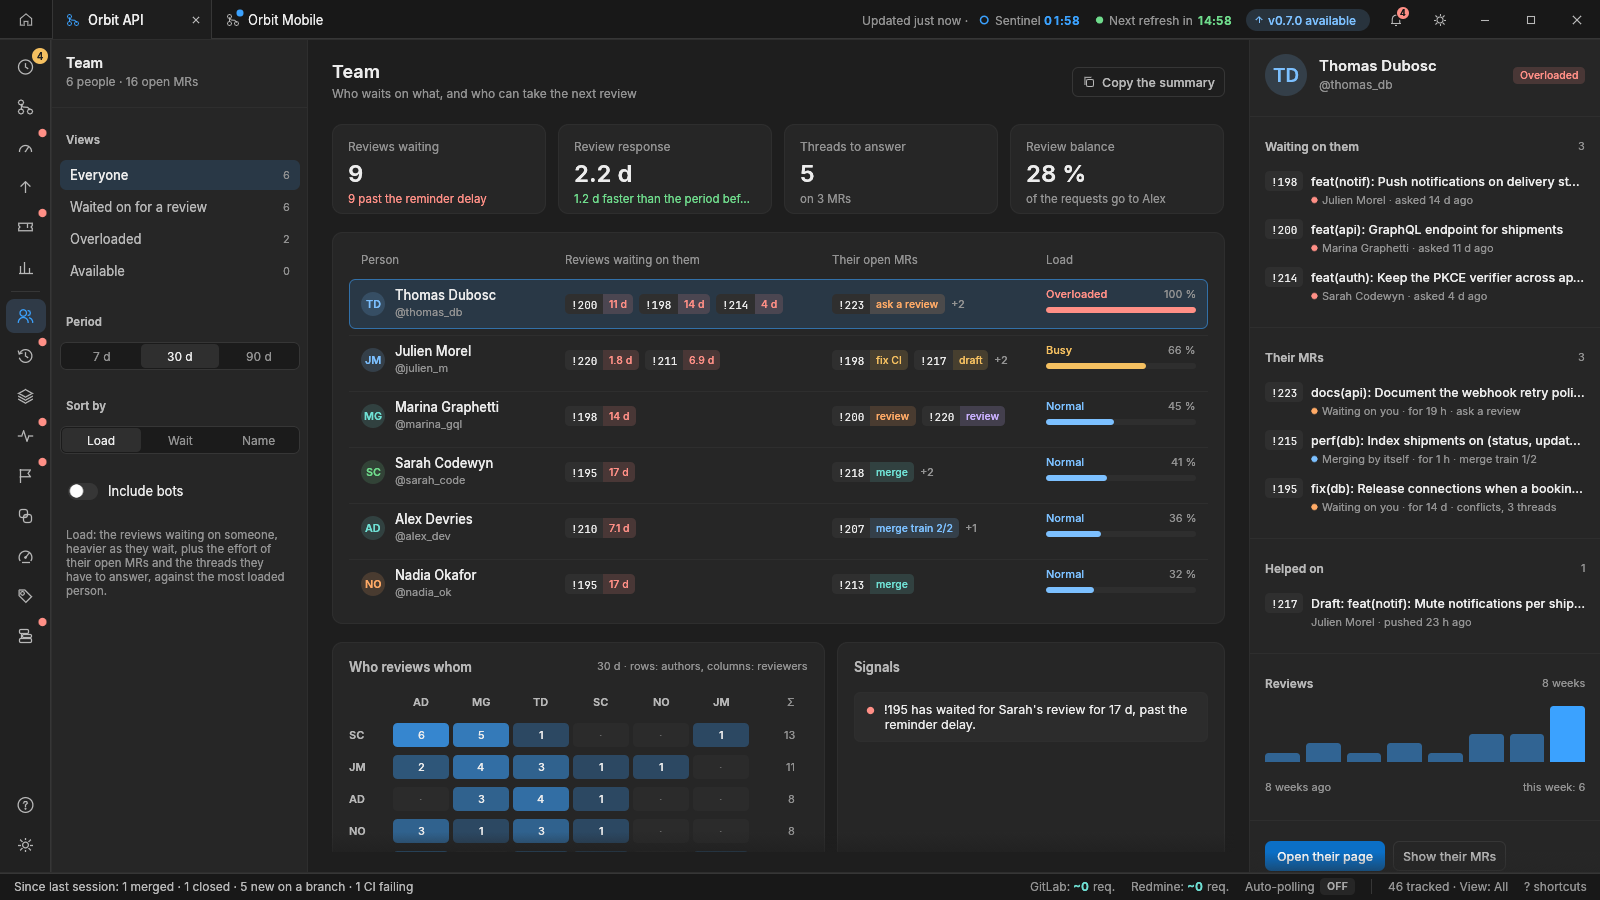 Orbit API
Orbit Mobile
Updated just now · Sentinel 01:58 Next refresh in 14:58 v0.7.0 available 4
4
Team
6 people · 16 open MRs
Views
Everyone 6
Waited on for a review 6
Overloaded 2
Available 0
Period
7 d 30 d 90 d
Sort by
Load Wait Name
Include bots
Load: the reviews waiting on someone,
heavier as they wait, plus the effort of
their open MRs and the threads they
have to answer, against the most loaded
person.
Team
Who waits on what, and who can take the next review
Copy the summary
Reviews waiting
9
9 past the reminder delay
Review response
2.2 d
1.2 d faster than the period bef...
Threads to answer
5
on 3 MRs
Review balance
28 %
of the requests go to Alex
Person Reviews waiting on them Their open MRs Load
TD Thomas Dubosc @thomas_db !200 11 d !198 14 d !214 4 d !223 ask a review +2 Overloaded 100 %
JM Julien Morel @julien_m !220 1.8 d !211 6.9 d !198 fix CI !217 draft +2 Busy 66 %
MG Marina Graphetti @marina_gql !198 14 d !200 review !220 review Normal 45 %
SC Sarah Codewyn @sarah_code !195 17 d !218 merge +2 Normal 41 %
AD Alex Devries @alex_dev !210 7.1 d !207 merge train 2/2 +1 Normal 36 %
NO Nadia Okafor @nadia_ok !195 17 d !213 merge Normal 32 %
Who reviews whom 30 d · rows: authors, columns: reviewers
AD MG TD SC NO JM Σ
SC 6 5 1 - - 1 13
JM 2 4 3 1 1 - 11
AD - 3 4 1 - - 8
NO 3 1 3 1 - - 8
Signals
!195 has waited for Sarah's review for 17 d, past the
reminder delay.
TD Thomas Dubosc
@thomas_db
Overloaded
Waiting on them 3
!198 feat(notif): Push notifications on delivery st...
Julien Morel · asked 14 d ago
!200 feat(api): GraphQL endpoint for shipments
Marina Graphetti · asked 11 d ago
!214 feat(auth): Keep the PKCE verifier across ap...
Sarah Codewyn · asked 4 d ago
Their MRs 3
!223 docs(api): Document the webhook retry poli...
Waiting on you · for 19 h · ask a review
!215 perf(db): Index shipments on (status, updat...
Merging by itself · for 1 h · merge train 1/2
!195 fix(db): Release connections when a bookin...
Waiting on you · for 14 d · conflicts, 3 threads
Helped on 1
!217 Draft: feat(notif): Mute notifications per ship...
Julien Morel · pushed 23 h ago
Reviews 8 weeks
8 weeks ago this week: 6
Open their page Show their MRs
Since last session: 1 merged · 1 closed · 5 new on a branch · 1 CI failing
GitLab: ~0 req. Redmine: ~0 req. Auto-polling OFF 46 tracked · View: All ? shortcuts